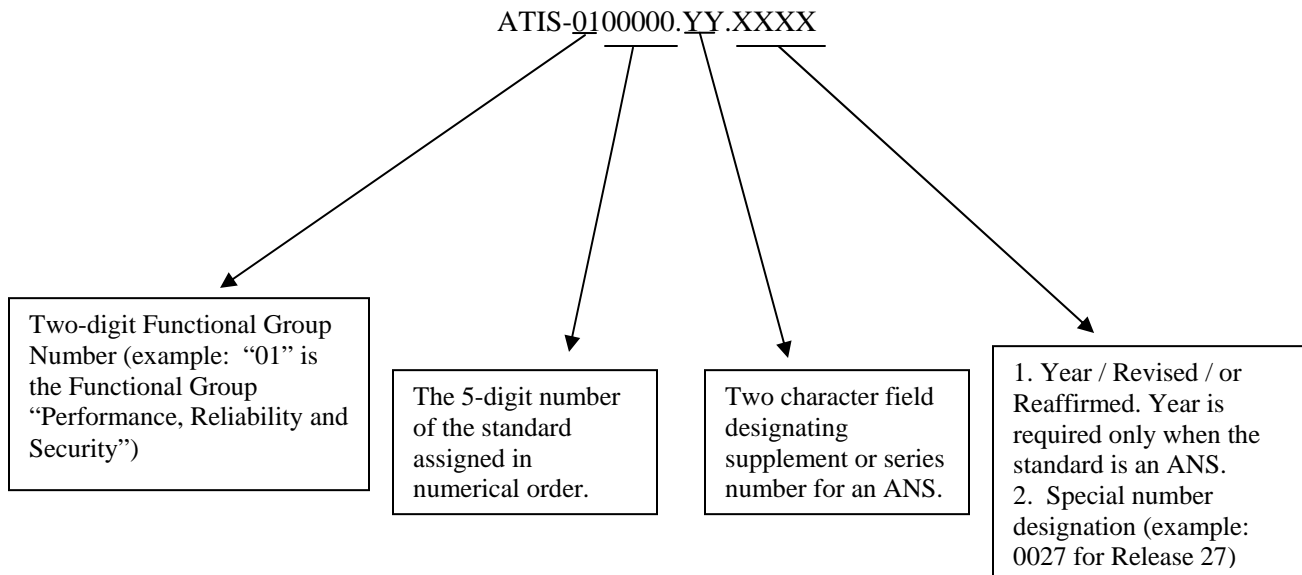 ATIS-0100000.YY.XXXX
Two-digit Functional Group
Number (example:  “01” is
the Functional Group
“Performance, Reliability and
Security”)
The 5-digit number
of the standard
assigned in
numerical order.
Two character field
designating
supplement or series
number for an ANS.
1. Year / Revised / or
Reaffirmed. Year is
required only when the
standard is an ANS.
2.  Special number
designation (example:
0027 for Release 27)